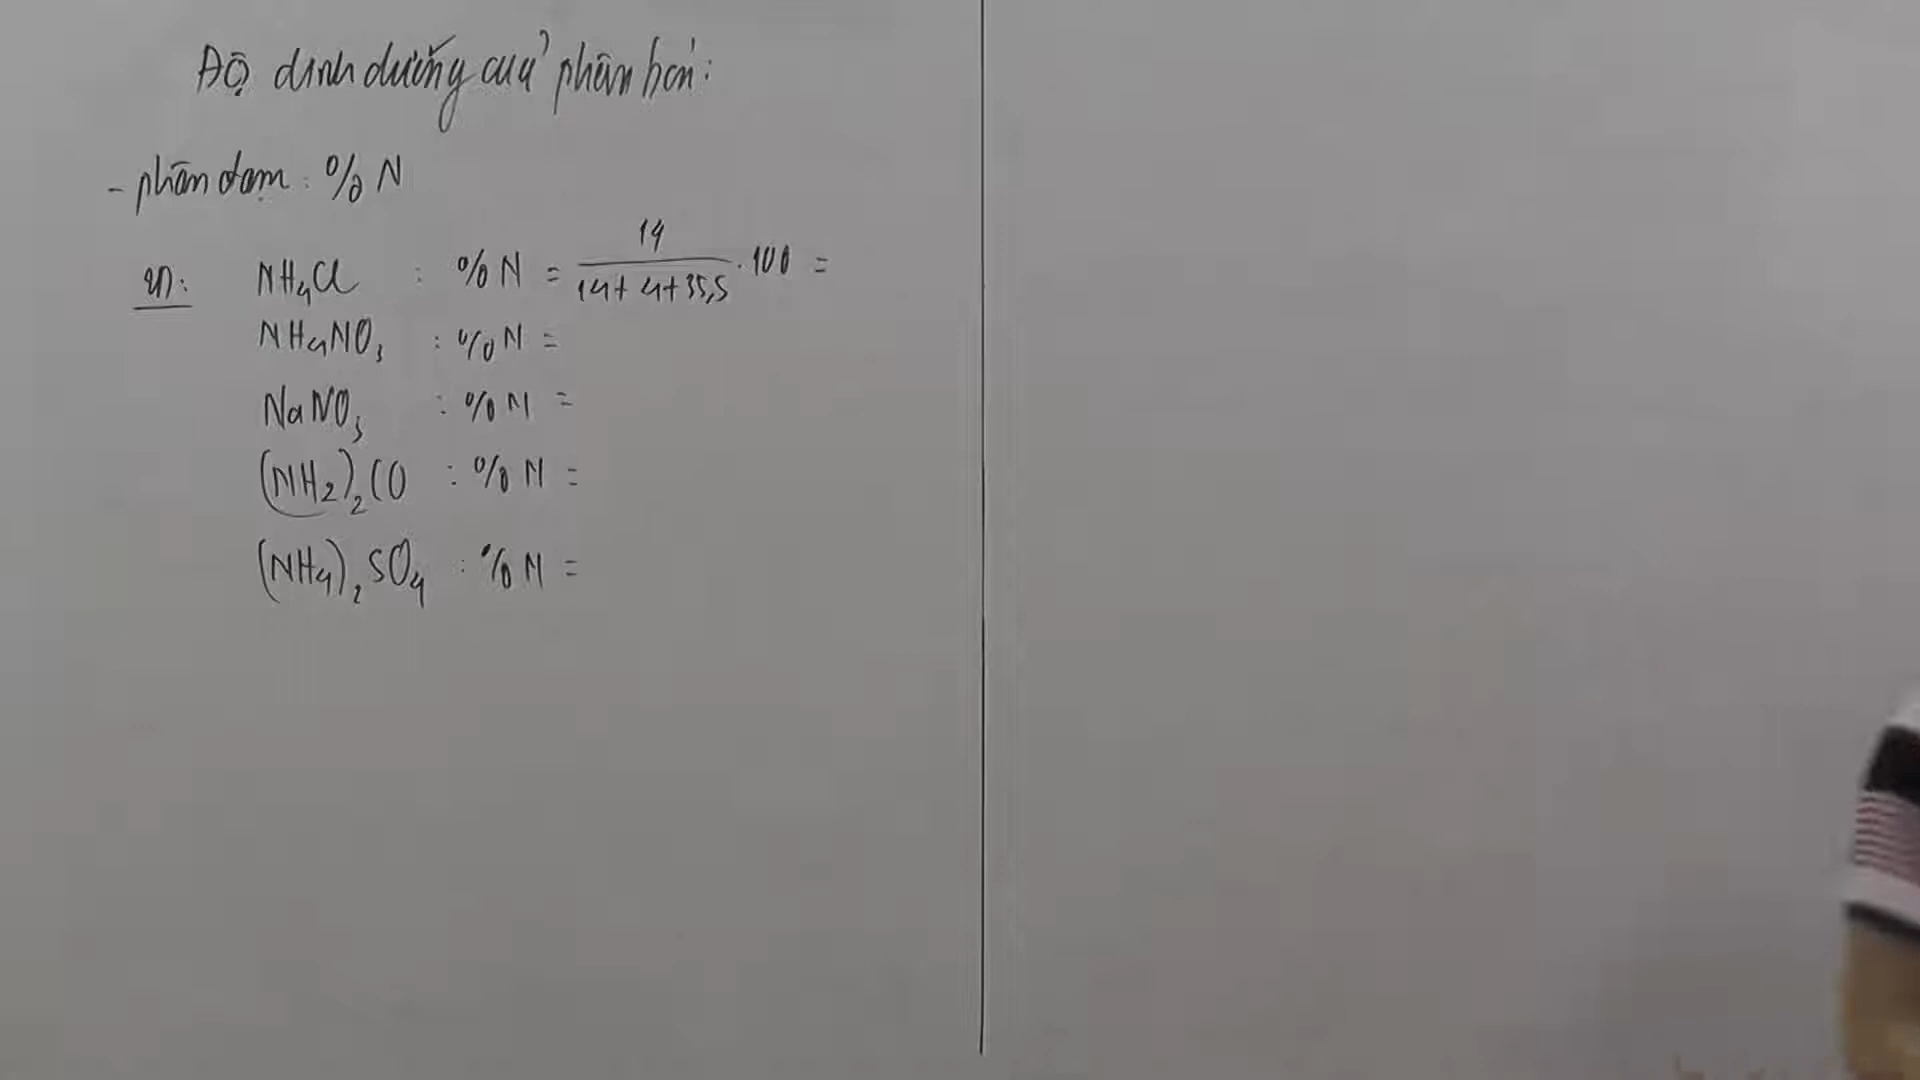 Độ dinh dưỡng của phân bón:
- phân đạm: % N
VD: NH₄Cl : % N = 14 / (14 + 4 + 35,5) . 100 =
NH₄NO₃ : % N =
NaNO₃ : % N =
(NH₂)₂CO : % N =
(NH₄)₂SO₄ : % N =